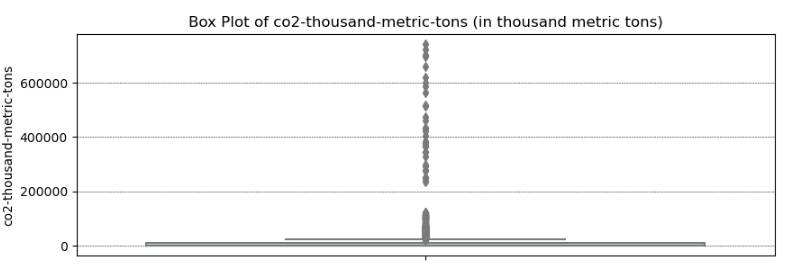 Box Plot of co2-thousand-metric-tons (in thousand metric tons)
co2-thousand-metric-tons
600000
400000
200000
0